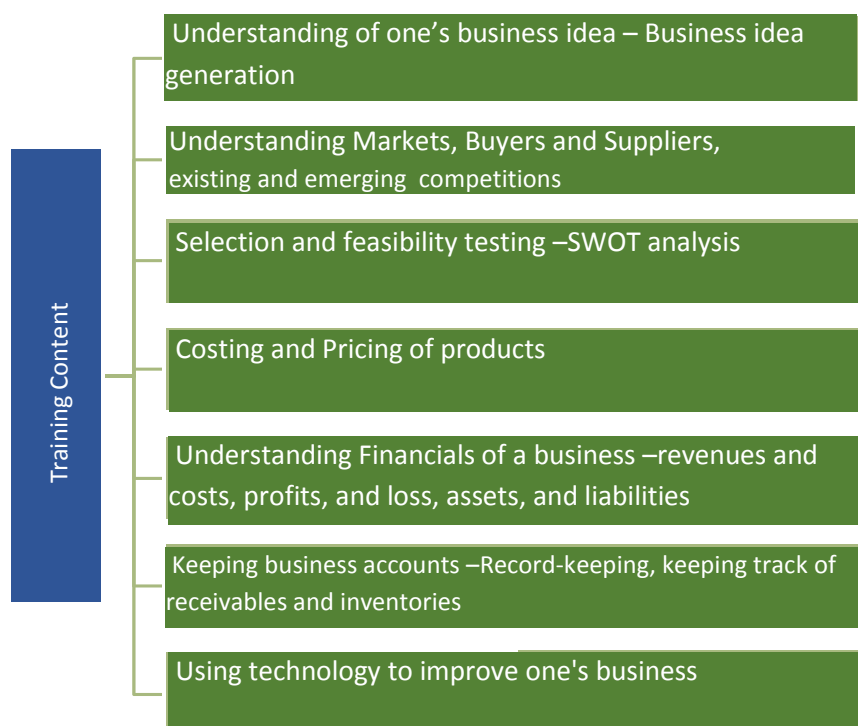 Training Content
Understanding of one’s business idea – Business idea
generation
Understanding Markets, Buyers and Suppliers,
existing and emerging competitions
Selection and feasibility testing –SWOT analysis
Costing and Pricing of products
Understanding Financials of a business –revenues and
costs, profits, and loss, assets, and liabilities
Keeping business accounts –Record-keeping, keeping track of
receivables and inventories
Using technology to improve one's business